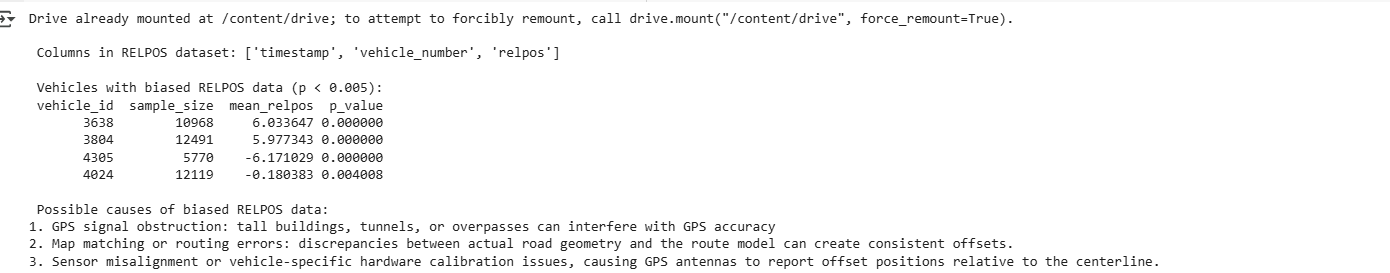 Drive already mounted at /content/drive; to attempt to forcibly remount, call drive.mount("/content/drive", force_remount=True).
Columns in RELPOS dataset: ['timestamp', 'vehicle_number', 'relpos']
Vehicles with biased RELPOS data (p < 0.005):
vehicle_id sample_size mean_relpos p_value
3638 10968 6.033647 0.000000
3804 12491 5.977343 0.000000
4305 5770 -6.171029 0.000000
4024 12119 -0.180383 0.004008
Possible causes of biased RELPOS data:
1. GPS signal obstruction: tall buildings, tunnels, or overpasses can interfere with GPS accuracy
2. Map matching or routing errors: discrepancies between actual road geometry and the route model can create consistent offsets.
3. Sensor misalignment or vehicle-specific hardware calibration issues, causing GPS antennas to report offset positions relative to the centerline.